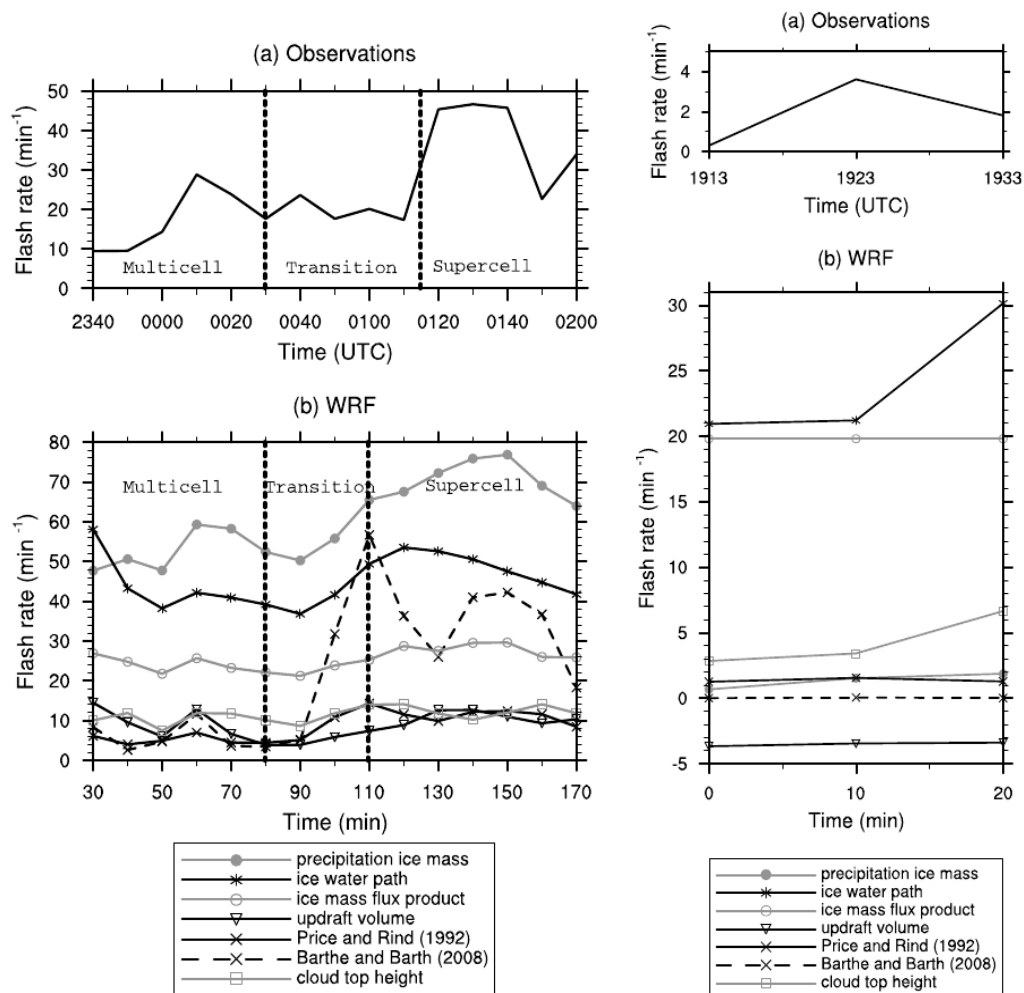 (a) Observations
Flash rate (min⁻¹)
50
40
30
20
10
0
Multicell
Transition
Supercell
2340
0000
0020
0040
0100
0120
0140
0200
Time (UTC)
(b) WRF
Flash rate (min ⁻¹)
80
70
60
50
40
30
20
10
0
Multicell
Transition
Supercell
30
50
70
90
110
130
150
170
Time (min)
precipitation ice mass
ice water path
ice mass flux product
updraft volume
Price and Rind (1992)
Barthe and Barth (2008)
cloud top height
(a) Observations
Flash rate (min⁻¹)
4
2
0
1913
1923
1933
Time (UTC)
(b) WRF
Flash rate (min ⁻¹)
30
25
20
15
10
5
0
-5
0
10
20
Time (min)
precipitation ice mass
ice water path
ice mass flux product
updraft volume
Price and Rind (1992)
Barthe and Barth (2008)
cloud top height